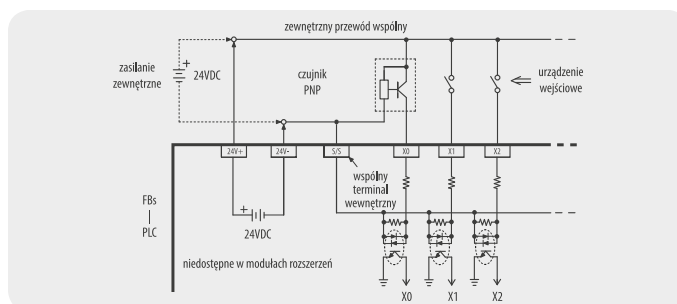 zewnętrzny przewód wspólny
zasilanie
zewnętrzne
+
24VDC
czujnik
PNP
urządzenie
wejściowe
24V+
24V-
S/S
X0
X1
X2
wspólny
terminal
wewnętrzny
FBs
PLC
+
24VDC
niedostępne w modułach rozszerzeń
X0
X1
X2